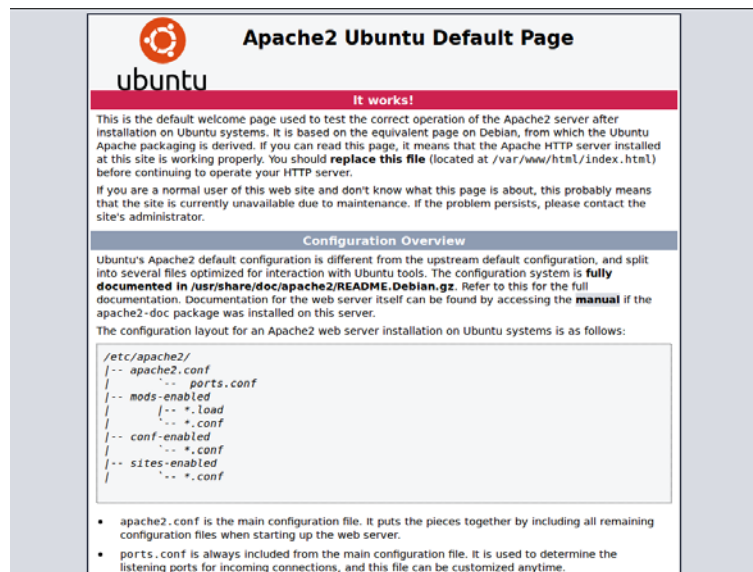 Apache2 Ubuntu Default Page
ubuntu
It works!
This is the default welcome page used to test the correct operation of the Apache2 server after
installation on Ubuntu systems. It is based on the equivalent page on Debian, from which the Ubuntu
Apache packaging is derived. If you can read this page, it means that the Apache HTTP server installed
at this site is working properly. You should replace this file (located at /var/www/html/index.html)
before continuing to operate your HTTP server.
If you are a normal user of this web site and don't know what this page is about, this probably means
that the site is currently unavailable due to maintenance. If the problem persists, please contact the
site's administrator.
Configuration Overview
Ubuntu's Apache2 default configuration is different from the upstream default configuration, and split
into several files optimized for interaction with Ubuntu tools. The configuration system is fully
documented in /usr/share/doc/apache2/README.Debian.gz. Refer to this for the full
documentation. Documentation for the web server itself can be found by accessing the manual if the
apache2-doc package was installed on this server.
The configuration layout for an Apache2 web server installation on Ubuntu systems is as follows:
/etc/apache2/
|-- apache2.conf
|       `--  ports.conf
|-- mods-enabled
|       |-- *.load
|       `-- *.conf
|-- conf-enabled
|       `-- *.conf
|-- sites-enabled
|       `-- *.conf
• apache2.conf is the main configuration file. It puts the pieces together by including all remaining
configuration files when starting up the web server.
• ports.conf is always included from the main configuration file. It is used to determine the
listening ports for incoming connections, and this file can be customized anytime.